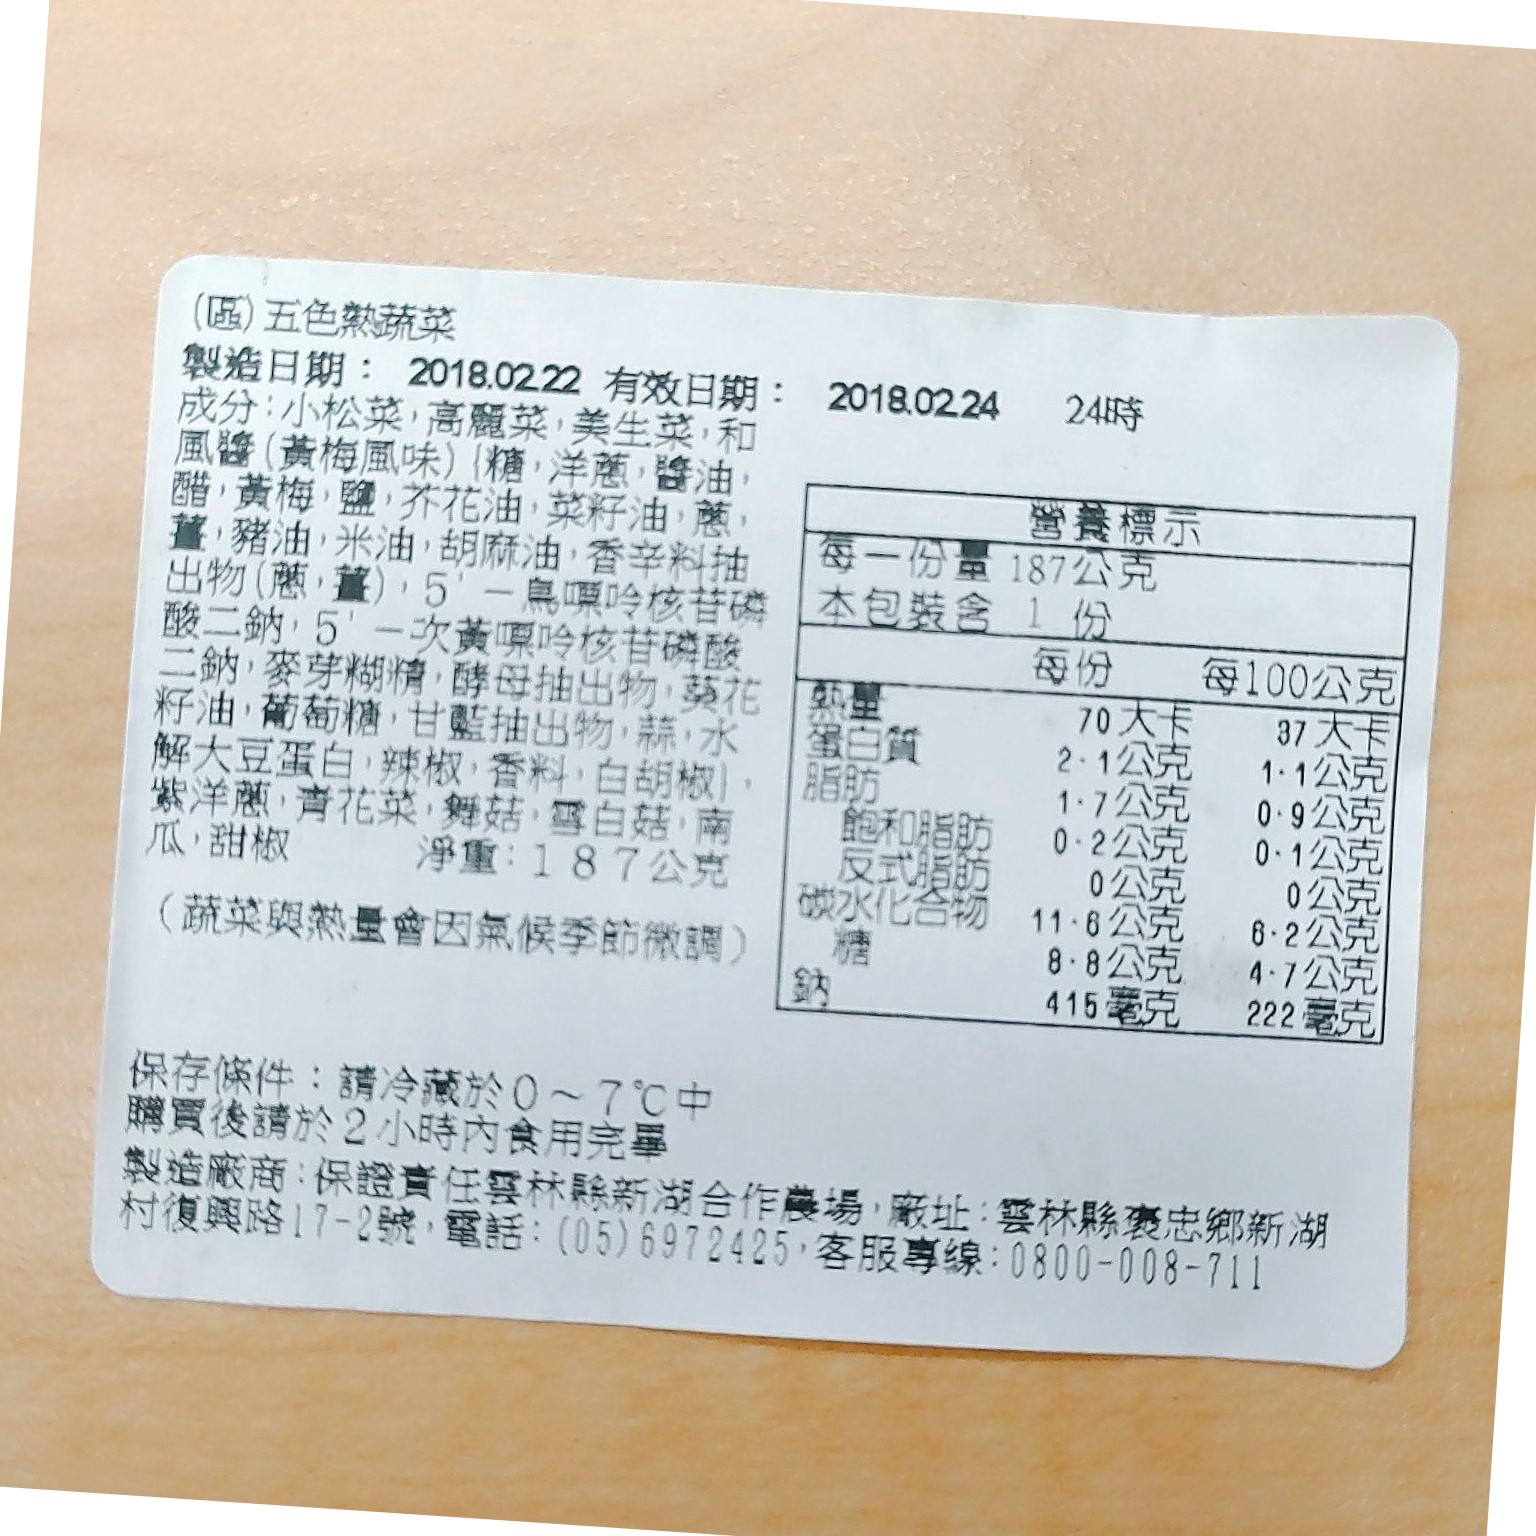 (區)五色熱蔬菜
製造日期： 2018.02.22 有效日期： 2018.02.24 24時
成分:小松菜,高麗菜,美生菜,和
風醬(黃梅風味){糖,洋蔥,醬油,
醋,黃梅,鹽,芥花油,菜籽油,蔥,
薑,豬油,米油,胡麻油,香辛料抽
出物(蔥,薑),5'－鳥嘌呤核苷磷
酸二鈉,5'－次黃嘌呤核苷磷酸
二鈉,麥芽糊精,酵母抽出物,葵花
籽油,葡萄糖,甘藍抽出物,蒜,水
解大豆蛋白,辣椒,香料,白胡椒},
紫洋蔥,青花菜,舞菇,雪白菇,南
瓜,甜椒 淨重:187公克
(蔬菜與熱量會因氣候季節微調)
營養標示
每一份量 187公克
本包裝含 1 份
每份 每100公克
熱量 70 大卡 37 大卡
蛋白質 2.1公克 1.1公克
脂肪 1.7公克 0.9公克
飽和脂肪 0.2公克 0.1公克
反式脂肪 0公克 0公克
碳水化合物 11.6公克 6.2公克
糖 8.8公克 4.7公克
鈉 415毫克 222毫克
保存條件：請冷藏於0～7℃中
購買後請於2小時內食用完畢
製造廠商:保證責任雲林縣新湖合作農場,廠址:雲林縣褒忠鄉新湖
村復興路17-2號,電話:(05)6972425,客服專線:0800-008-711